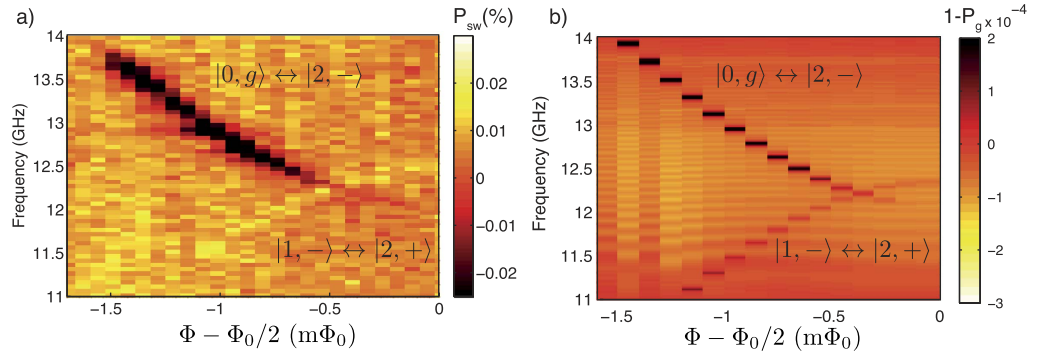 a)
P_sw(%)
14
13.5
13
12.5
12
11.5
11
Frequency (GHz)
|0, g⟩ ↔ |2, −⟩
|1, −⟩ ↔ |2, +⟩
−1.5
−1
−0.5
0
Φ − Φ₀/2 (mΦ₀)
0.02
0.01
0
−0.01
−0.02
b)
1-P_g x 10⁻⁴
14
13.5
13
12.5
12
11.5
11
Frequency (GHz)
|0, g⟩ ↔ |2, −⟩
|1, −⟩ ↔ |2, +⟩
−1.5
−1
−0.5
0
Φ − Φ₀/2 (mΦ₀)
2
1
0
−1
−2
−3